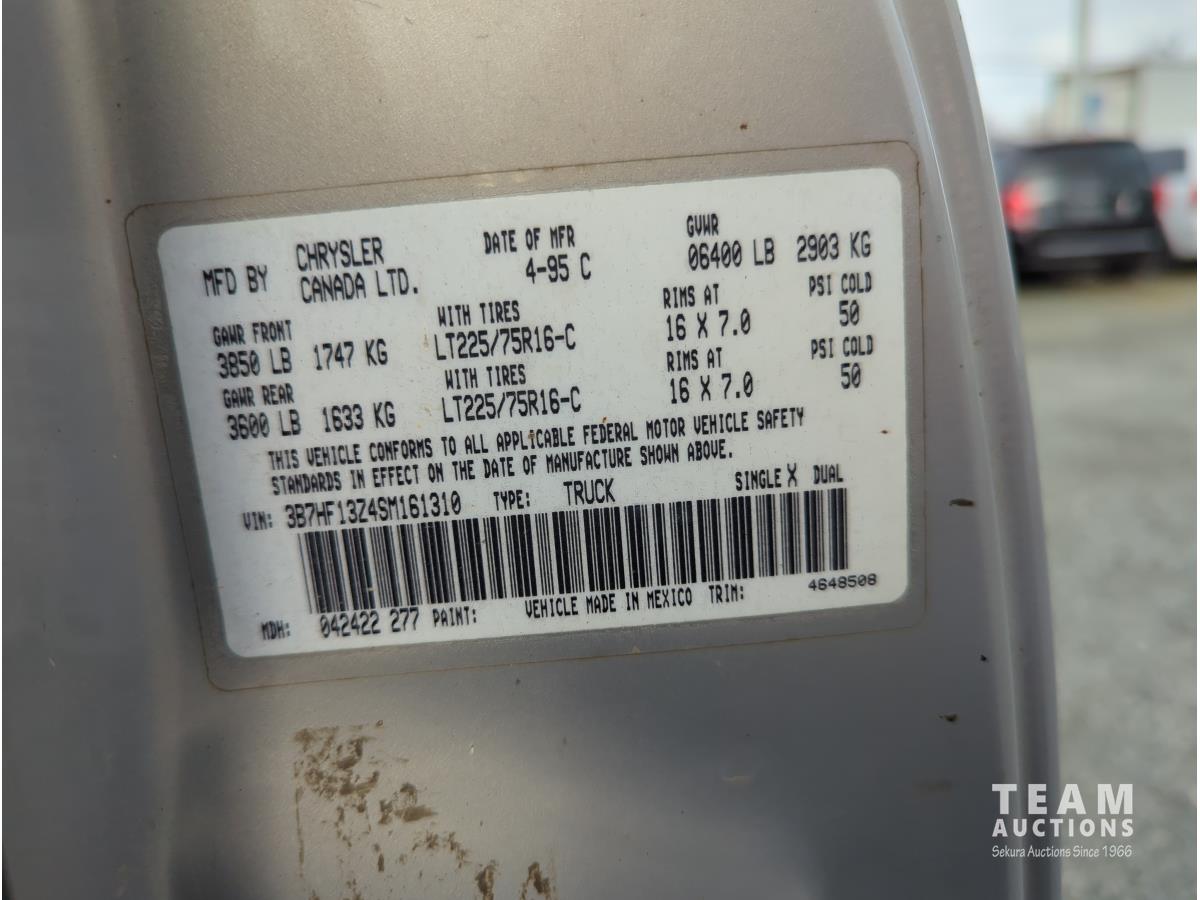 MFD BY CHRYSLER CANADA LTD. DATE OF MFR 4-95 C GVWR 06400 LB 2903 KG
GAWR FRONT WITH TIRES RIMS AT PSI COLD
3850 LB 1747 KG LT225/75R16-C 16 X 7.0 50
GAWR REAR WITH TIRES RIMS AT PSI COLD
3600 LB 1633 KG LT225/75R16-C 16 X 7.0 50
THIS VEHICLE CONFORMS TO ALL APPLICABLE FEDERAL MOTOR VEHICLE SAFETY
STANDARDS IN EFFECT ON THE DATE OF MANUFACTURE SHOWN ABOVE.
VIN: 3B7HF13Z4SM161310 TYPE: TRUCK SINGLE X DUAL
MDH: 042422 277 PAINT: VEHICLE MADE IN MEXICO TRIM: 4648508
TEAM
AUCTIONS
Sekura Auctions Since 1966